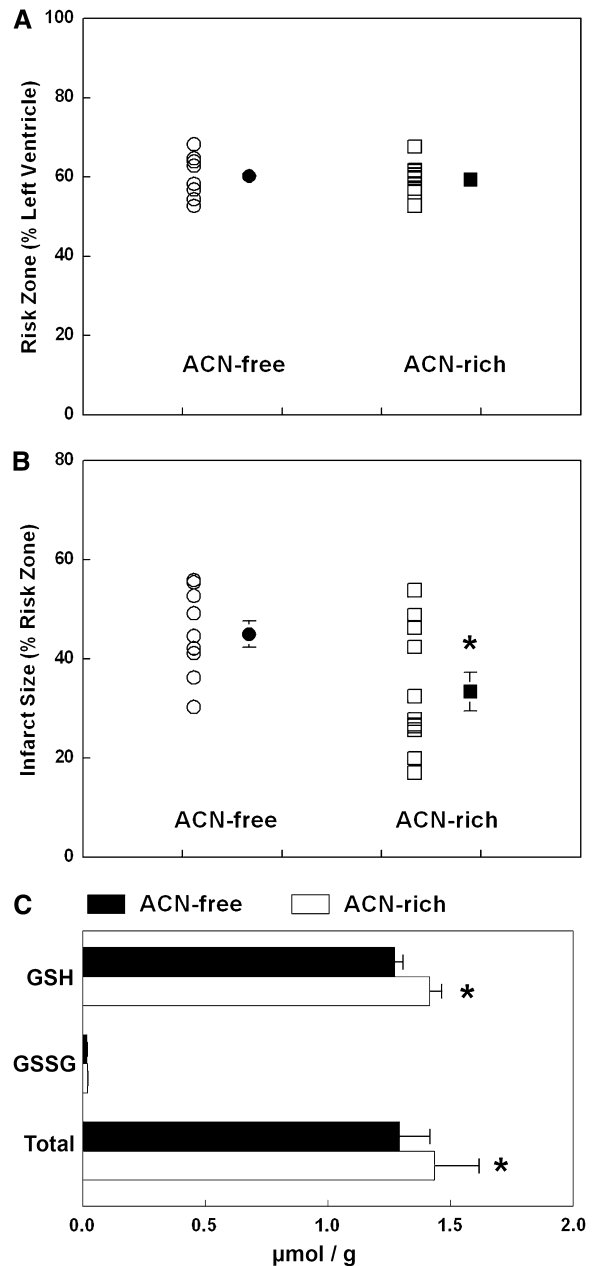 A
100
80
60
40
20
0
Risk Zone (% Left Ventricle)
ACN-free ACN-rich
B
80
60
40
20
0
Infarct Size (% Risk Zone)
*
ACN-free ACN-rich
C ACN-free ACN-rich
GSH *
GSSG
Total *
0.0 0.5 1.0 1.5 2.0
µmol / g